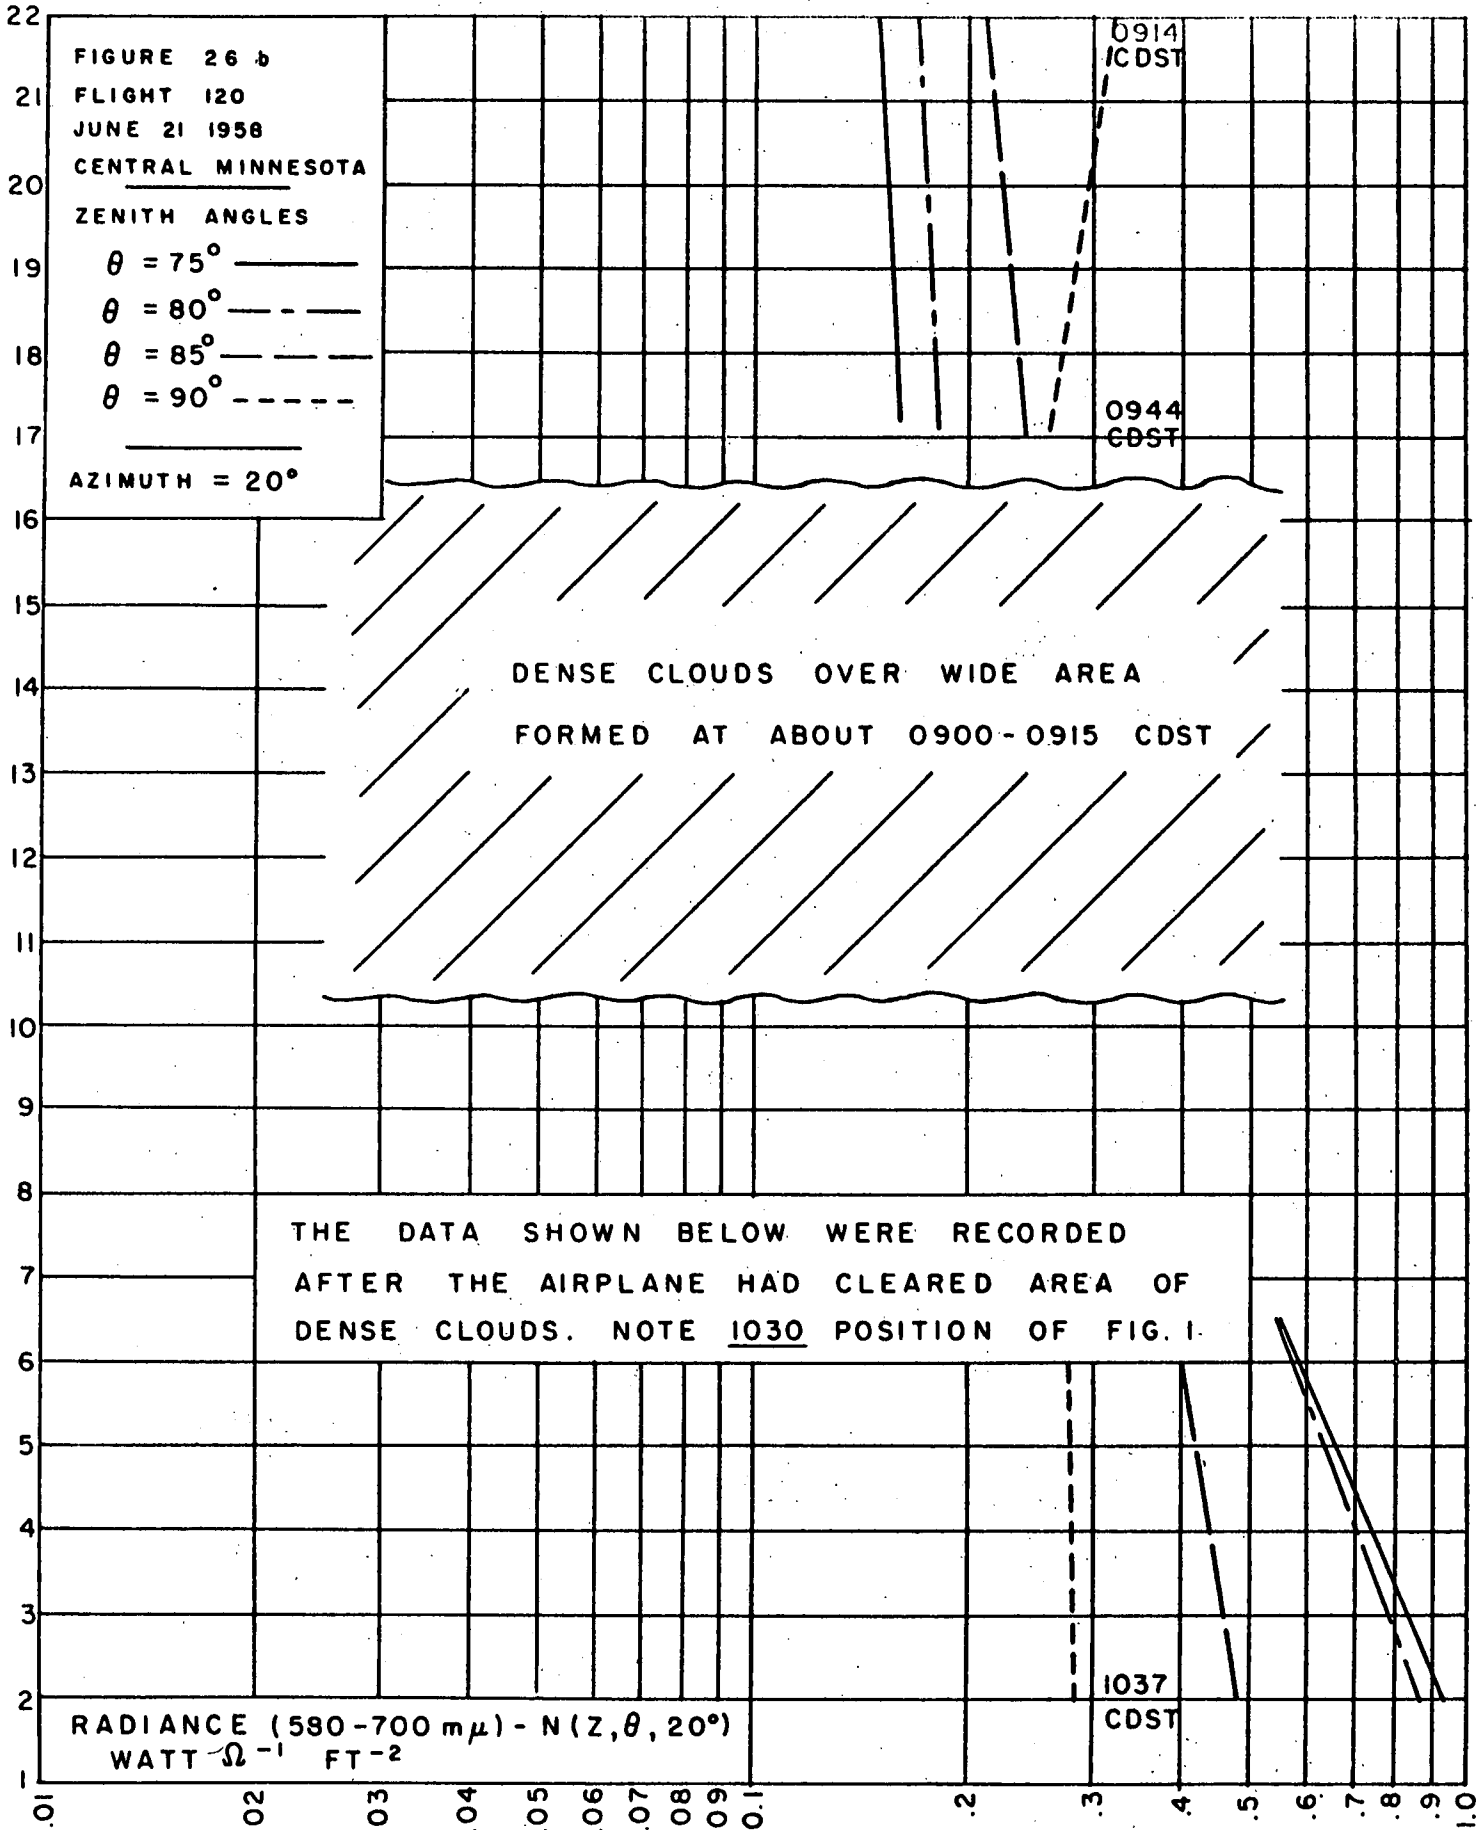 22
21
20
19
18
17
16
15
14
13
12
11
10
9
8
7
6
5
4
3
2
1
FIGURE 26 b
FLIGHT 120
JUNE 21 1958
CENTRAL MINNESOTA
ZENITH ANGLES
θ = 75°
θ = 80°
θ = 85°
θ = 90°
AZIMUTH = 20°
0914
CDST
0944
CDST
DENSE CLOUDS OVER WIDE AREA
FORMED AT ABOUT 0900-0915 CDST
THE DATA SHOWN BELOW WERE RECORDED
AFTER THE AIRPLANE HAD CLEARED AREA OF
DENSE CLOUDS. NOTE 1030 POSITION OF FIG. 1.
1037
CDST
RADIANCE (580-700 mμ) - N(Z, θ, 20°)
WATT Ω⁻¹ FT⁻²
.01
.02
.03
.04
.05
.06
.07
.08
.09
0.1
.2
.3
.4
.5
.6
.7
.8
.9
1.0